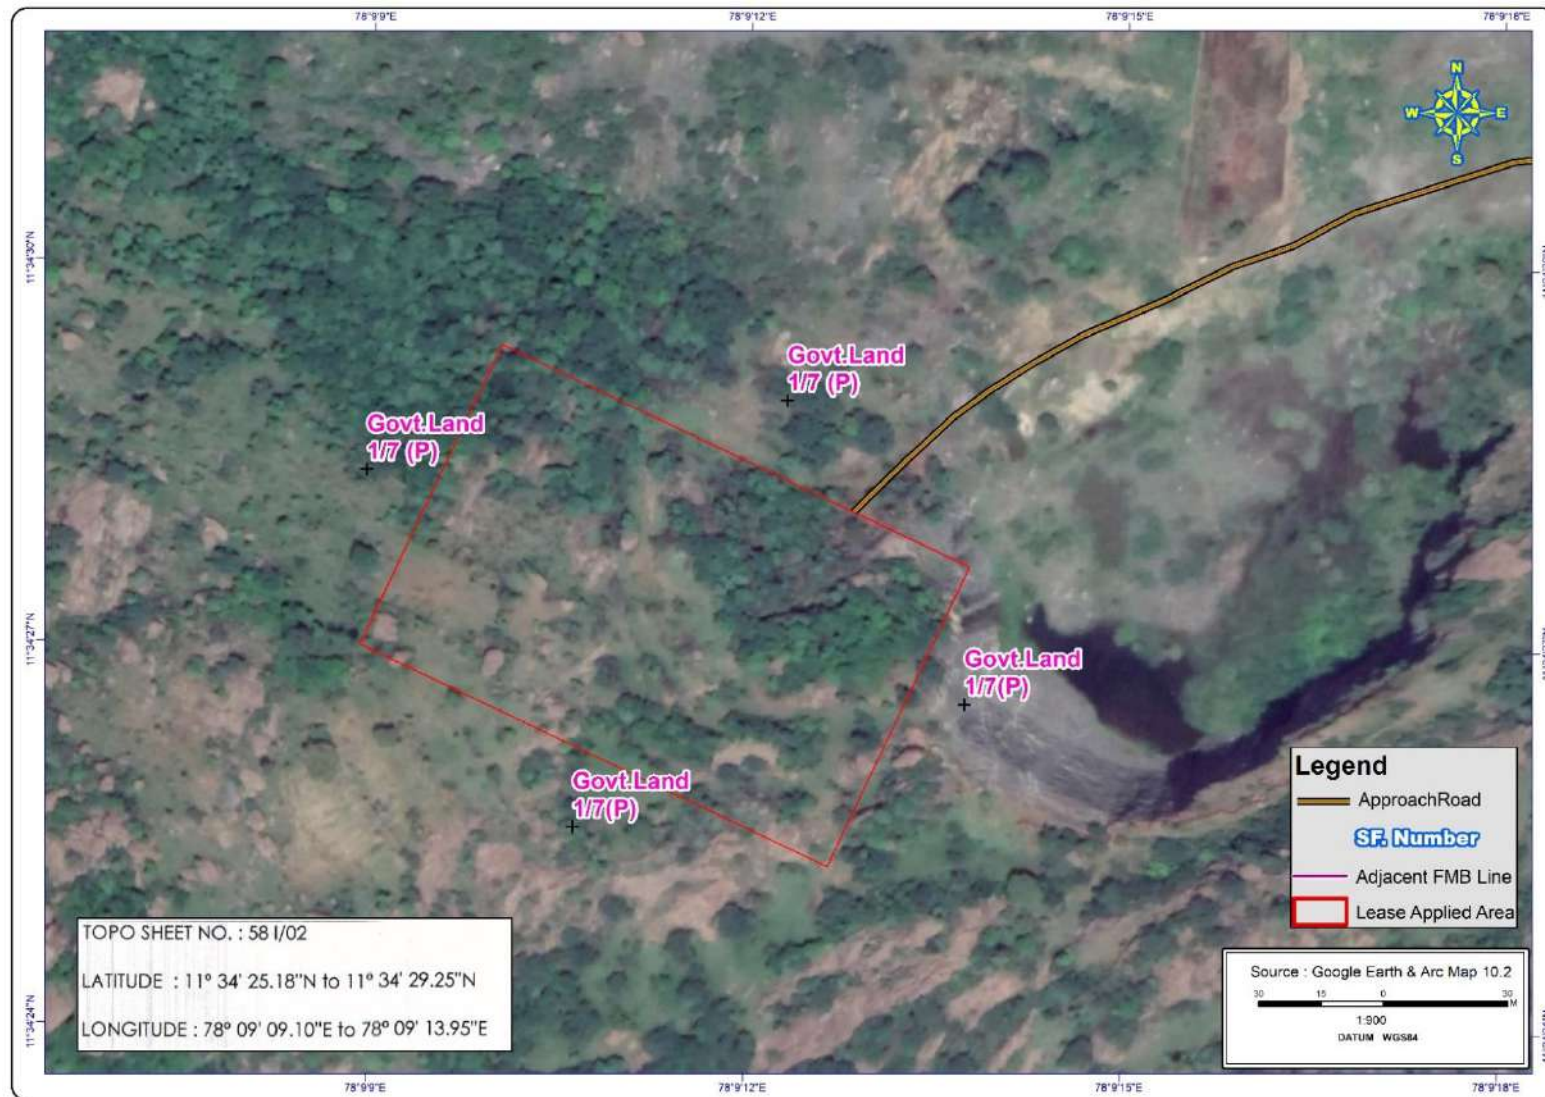 78°9'9"E
78°9'12"E
78°9'15"E
78°9'18"E
N
W
E
S
11°34'30"N
11°34'27"N
11°34'24"N
Govt.Land
1/7 (P)
Govt.Land
1/7 (P)
Govt.Land
1/7(P)
Govt.Land
1/7(P)
Legend
ApproachRoad
SF. Number
Adjacent FMB Line
Lease Applied Area
TOPO SHEET NO. : 58 I/02
LATITUDE : 11° 34' 25.18"N to 11° 34' 29.25"N
LONGITUDE : 78° 09' 09.10"E to 78° 09' 13.95"E
Source : Google Earth & Arc Map 10.2
30 15 0 30
M
1:900
DATUM WGS84
78°9'9"E
78°9'12"E
78°9'15"E
78°9'18"E